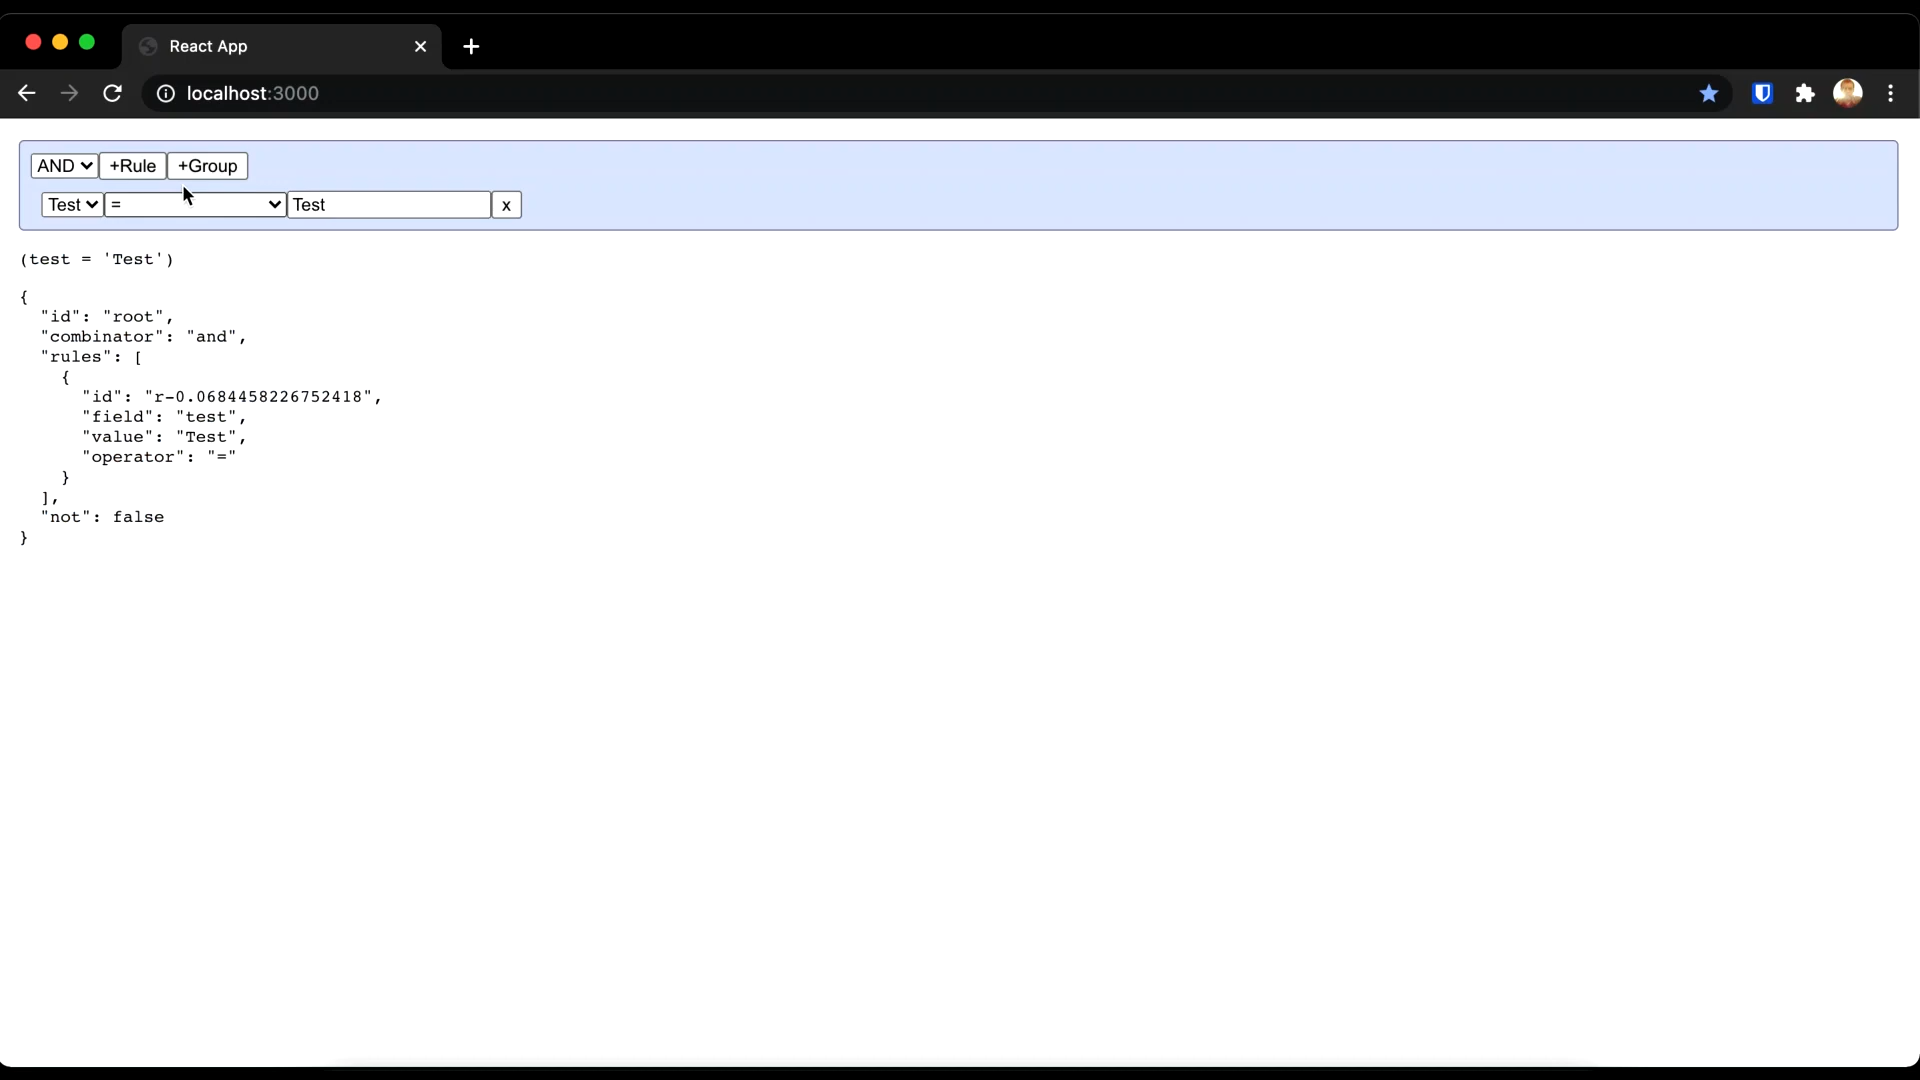 React App
localhost:3000
AND +Rule +Group
Test = Test x
(test = 'Test')
{
  "id": "root",
  "combinator": "and",
  "rules": [
    {
      "id": "r-0.0684458226752418",
      "field": "test",
      "value": "Test",
      "operator": "="
    }
  ],
  "not": false
}